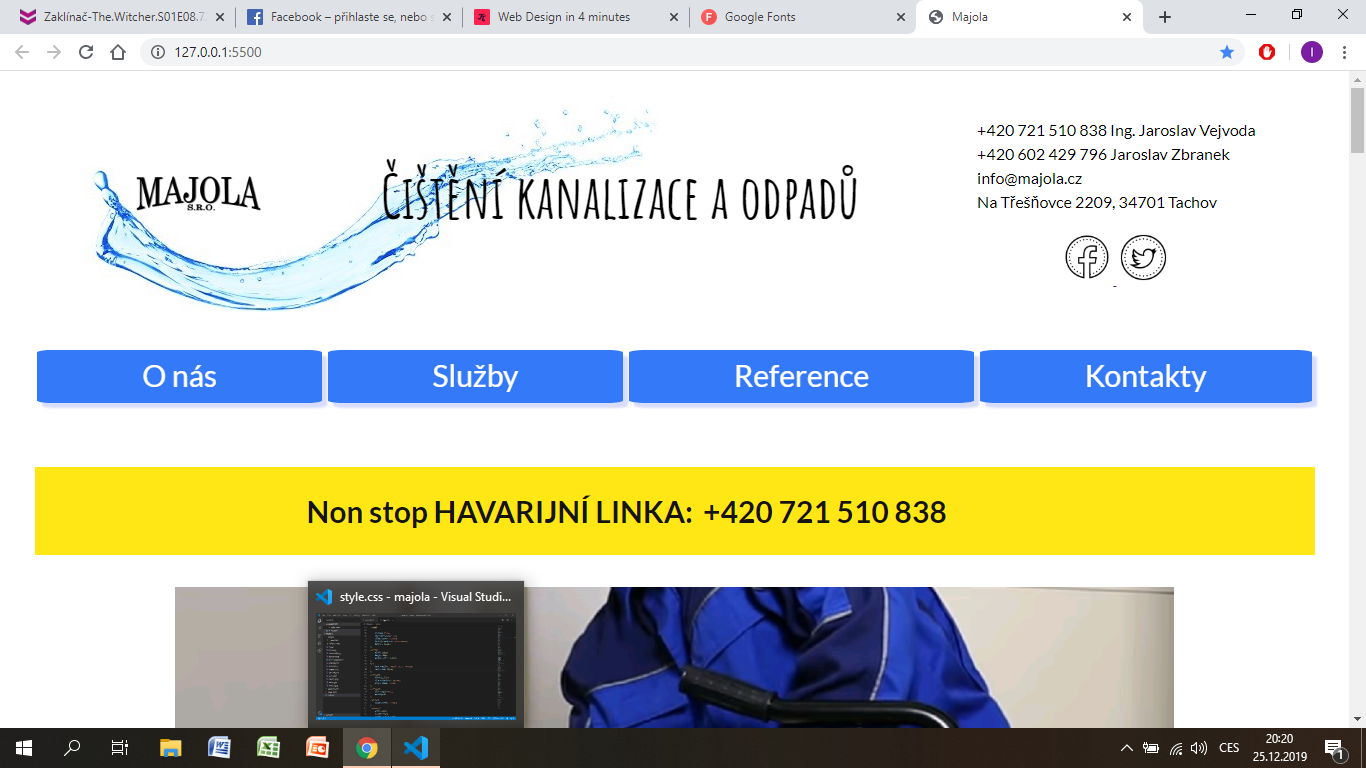 Zaklínač-The.Witcher.S01E08.7
Facebook – přihlaste se, nebo s
Web Design in 4 minutes
Google Fonts
Majola
127.0.0.1:5500
I
MAJOLA
S.R.O.
Čištění kanalizace a odpadů
+420 721 510 838 Ing. Jaroslav Vejvoda
+420 602 429 796 Jaroslav Zbranek
info@majola.cz
Na Třešňovce 2209, 34701 Tachov
O nás
Služby
Reference
Kontakty
Non stop HAVARIJNÍ LINKA: +420 721 510 838
style.css - majola - Visual Studi...
CES
20:20
25.12.2019
1